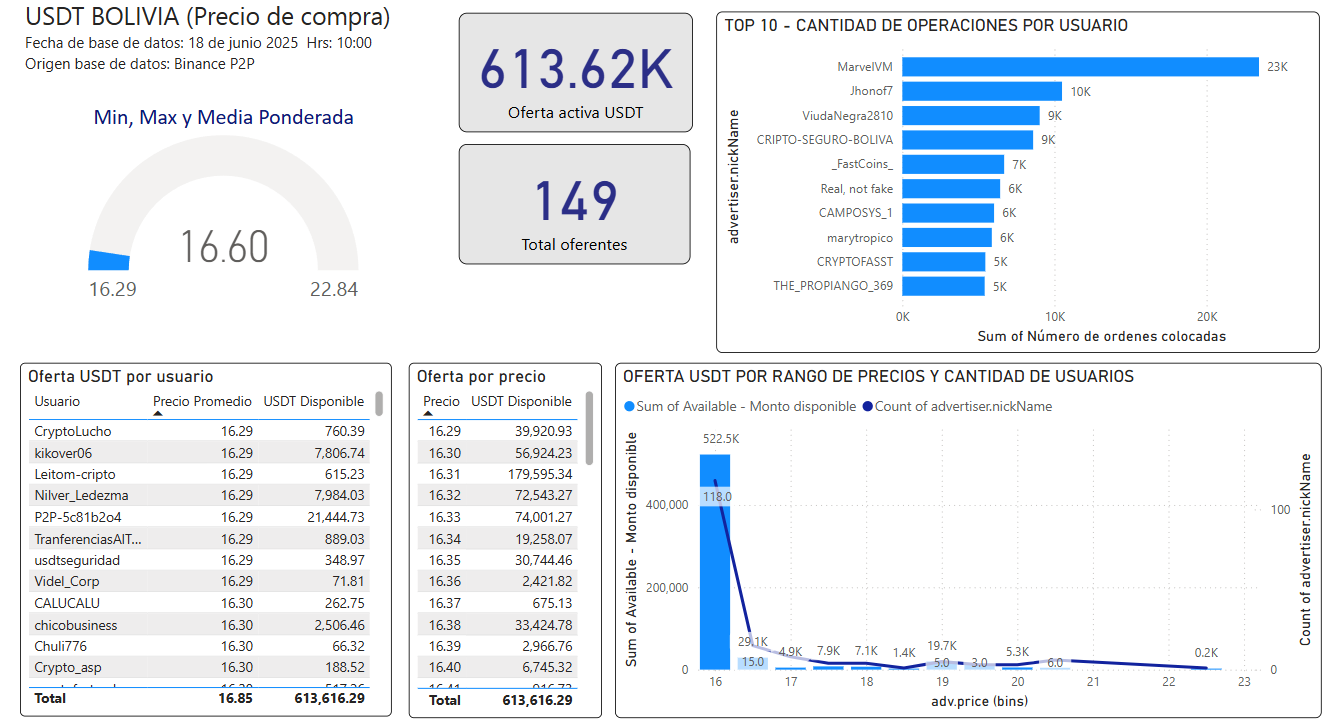 USDT BOLIVIA (Precio de compra)
Fecha de base de datos: 18 de junio 2025 Hrs: 10:00
Origen base de datos: Binance P2P
Min, Max y Media Ponderada
16.60
16.29 22.84
613.62K
Oferta activa USDT
149
Total oferentes
TOP 10 - CANTIDAD DE OPERACIONES POR USUARIO
advertiser.nickName
MarvelVM 23K
Jhonof7 10K
ViudaNegra2810 9K
CRIPTO-SEGURO-BOLIVA 9K
_FastCoins_ 7K
Real, not fake 6K
CAMPOSYS_1 6K
marytropico 6K
CRYPTOFASST 5K
THE_PROPIANGO_369 5K
0K 10K 20K
Sum of Número de ordenes colocadas
Oferta USDT por usuario
Usuario Precio Promedio USDT Disponible
CryptoLucho 16.29 760.39
kikover06 16.29 7,806.74
Leitom-cripto 16.29 615.23
Nilver_Ledezma 16.29 7,984.03
P2P-5c81b2o4 16.29 21,444.73
TranferenciasAIT... 16.29 889.03
usdtseguridad 16.29 348.97
Videl_Corp 16.29 71.81
CALUCALU 16.30 262.75
chicobusiness 16.30 2,506.46
Chuli776 16.30 66.32
Crypto_asp 16.30 188.52
Total 16.85 613,616.29
Oferta por precio
Precio USDT Disponible
16.29 39,920.93
16.30 56,924.23
16.31 179,595.34
16.32 72,543.27
16.33 74,001.27
16.34 19,258.07
16.35 30,744.46
16.36 2,421.82
16.37 675.13
16.38 33,424.78
16.39 2,966.76
16.40 6,745.32
Total 613,616.29
OFERTA USDT POR RANGO DE PRECIOS Y CANTIDAD DE USUARIOS
Sum of Available - Monto disponible Count of advertiser.nickName
Sum of Available - Monto disponible
400,000
200,000
0
522.5K 29.1K 4.9K 7.9K 7.1K 1.4K 19.7K 5.3K 0.2K
118.0 15.0 5.0 3.0 6.0
16 17 18 19 20 21 22 23
adv.price (bins)
100
0
Count of advertiser.nickName